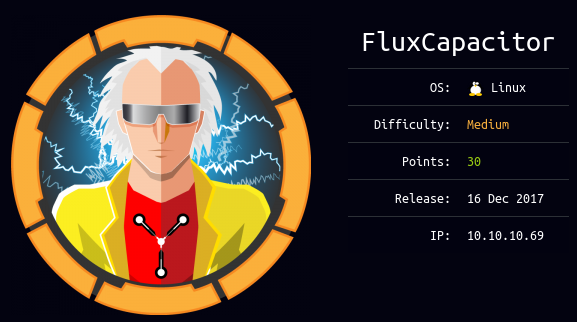 FluxCapacitor
OS: Linux
Difficulty: Medium
Points: 30
Release: 16 Dec 2017
IP: 10.10.10.69